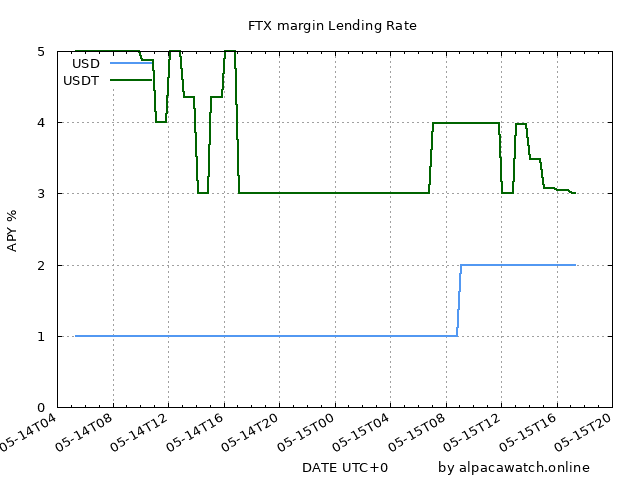 FTX margin Lending Rate
USD
USDT
5
4
3
2
1
0
APY %
05-14T04
05-14T08
05-14T12
05-14T16
05-14T20
05-15T00
05-15T04
05-15T08
05-15T12
05-15T16
05-15T20
DATE UTC+0
by alpacawatch.online